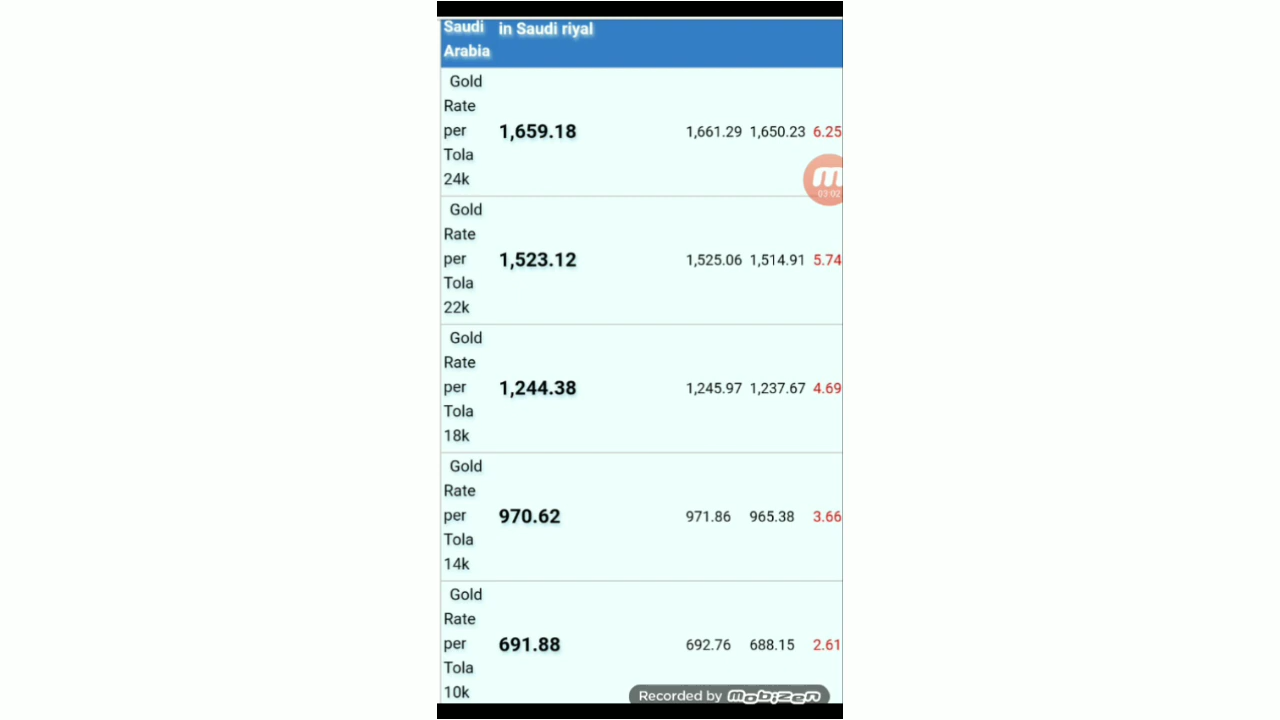 Saudi in Saudi riyal
Arabia
Gold
Rate
per 1,659.18 1,661.29 1,650.23 6.25
Tola
24k
03:02
Gold
Rate
per 1,523.12 1,525.06 1,514.91 5.74
Tola
22k
Gold
Rate
per 1,244.38 1,245.97 1,237.67 4.69
Tola
18k
Gold
Rate
per 970.62 971.86 965.38 3.66
Tola
14k
Gold
Rate
per 691.88 692.76 688.15 2.61
Tola
10k
Recorded by mobizen